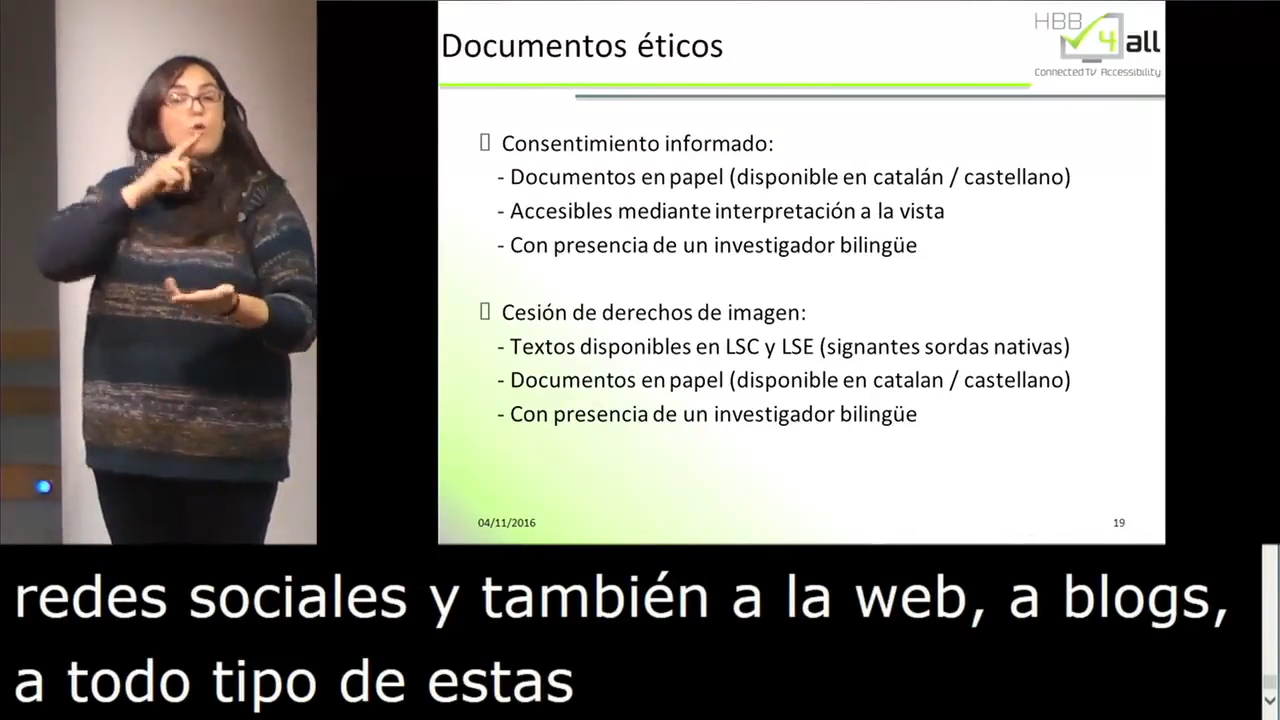 Documentos éticos
HBB
4 all
ConnectedTV Accessibility
Consentimiento informado:
- Documentos en papel (disponible en catalán / castellano)
- Accesibles mediante interpretación a la vista
- Con presencia de un investigador bilingüe
Cesión de derechos de imagen:
- Textos disponibles en LSC y LSE (signantes sordas nativas)
- Documentos en papel (disponible en catalan / castellano)
- Con presencia de un investigador bilingüe
04/11/2016
19
redes sociales y también a la web, a blogs,
a todo tipo de estas